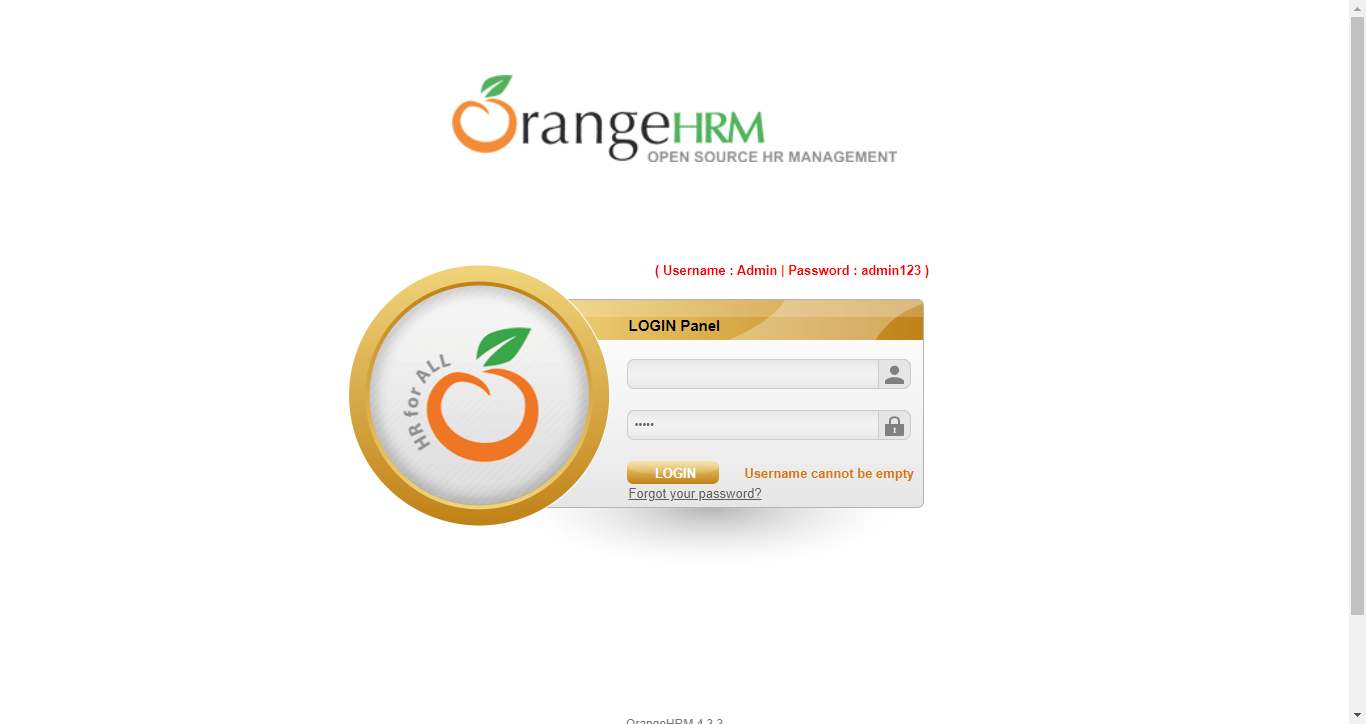 OrangeHRM
OPEN SOURCE HR MANAGEMENT
( Username : Admin | Password : admin123 )
LOGIN Panel
HR for ALL
•••••
LOGIN
Username cannot be empty
Forgot your password?
OrangeHRM 4.3.3